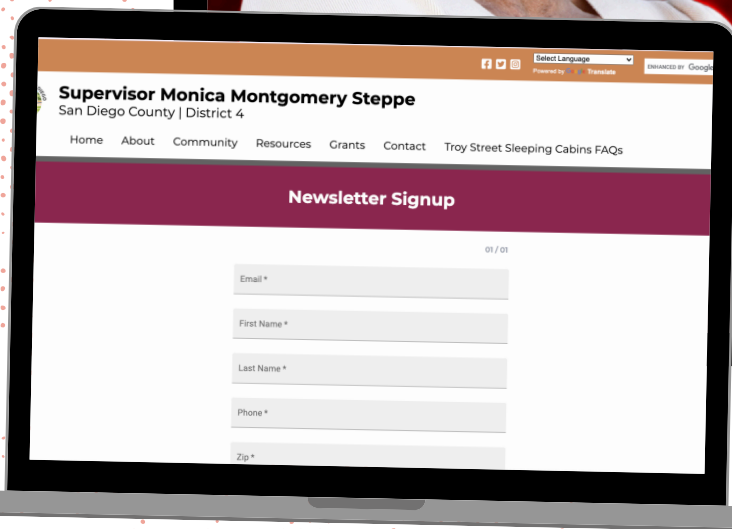 Select Language
Powered by Google Translate
ENHANCED BY Google
Supervisor Monica Montgomery Steppe
San Diego County | District 4
Home About Community Resources Grants Contact Troy Street Sleeping Cabins FAQs
Newsletter Signup
01 / 01
Email *
First Name *
Last Name *
Phone *
Zip *